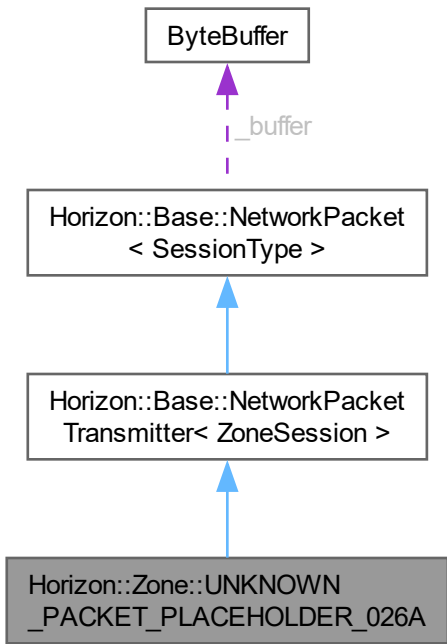 ByteBuffer
_buffer
Horizon::Base::NetworkPacket
< SessionType >
Horizon::Base::NetworkPacket
Transmitter< ZoneSession >
Horizon::Zone::UNKNOWN
_PACKET_PLACEHOLDER_026A